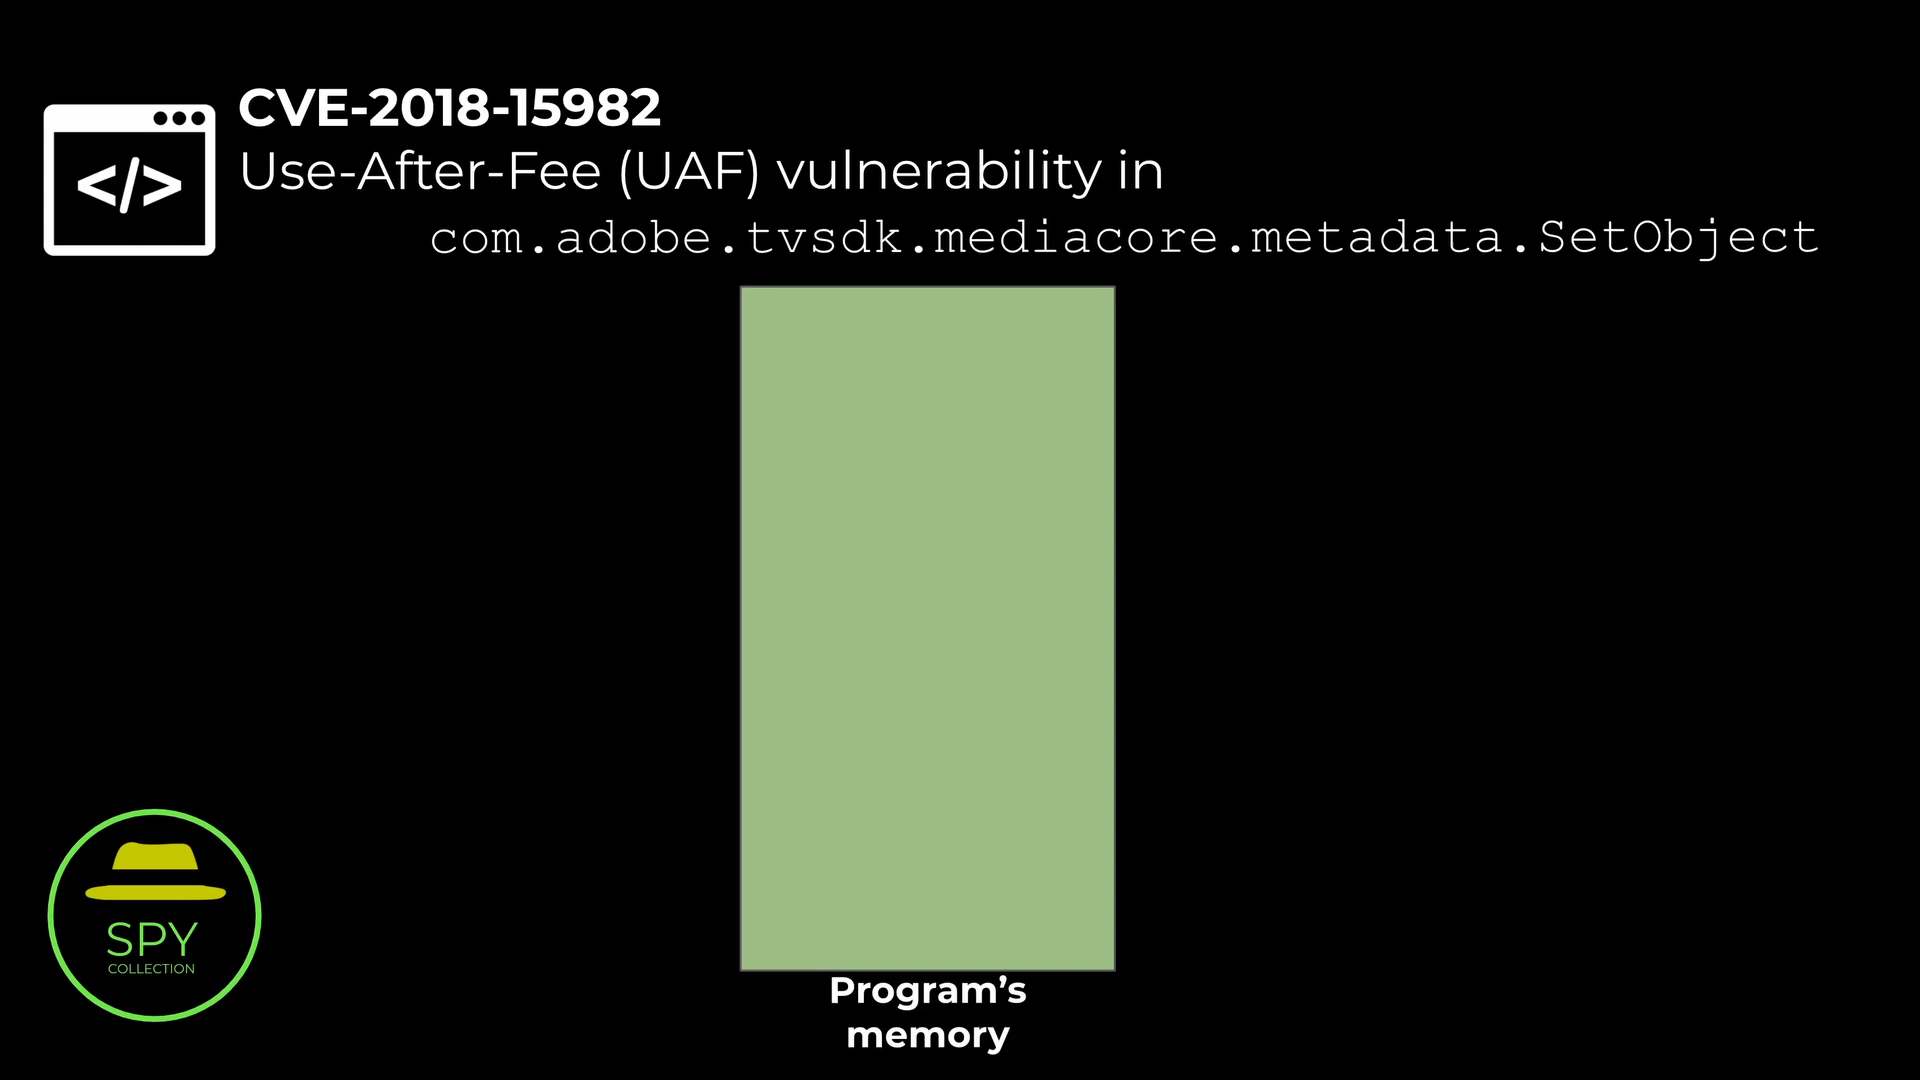 CVE-2018-15982
Use-After-Fee (UAF) vulnerability in
com.adobe.tvsdk.mediacore.metadata.SetObject
</>
Program’s
memory
SPY
COLLECTION